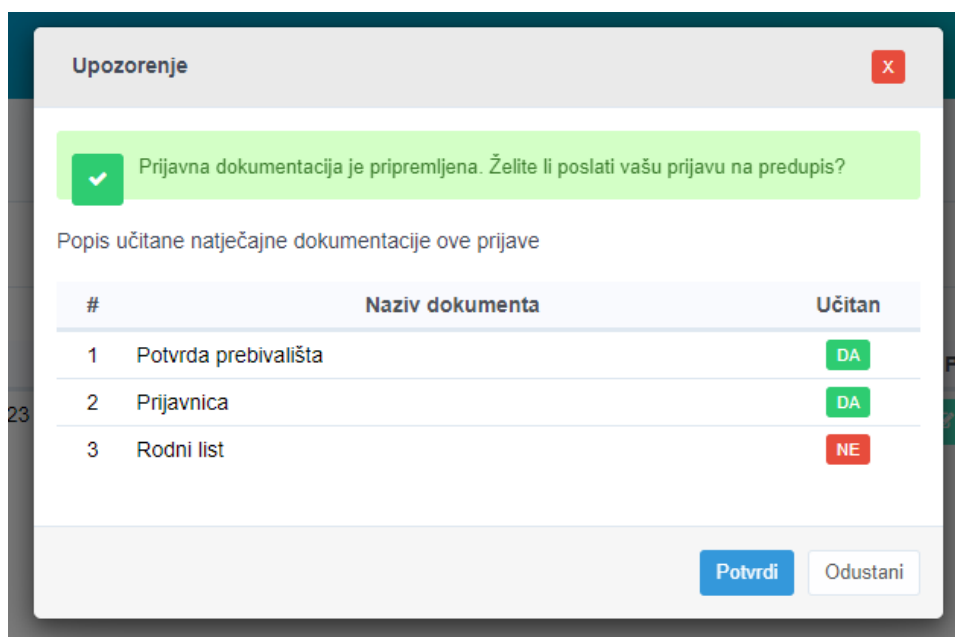 Upozorenje
X
Prijavna dokumentacija je pripremljena. Želite li poslati vašu prijavu na predupis?
Popis učitane natječajne dokumentacije ove prijave
# Naziv dokumenta Učitan
1 Potvrda prebivališta DA
2 Prijavnica DA
23
3 Rodni list NE
Potvrdi Odustani